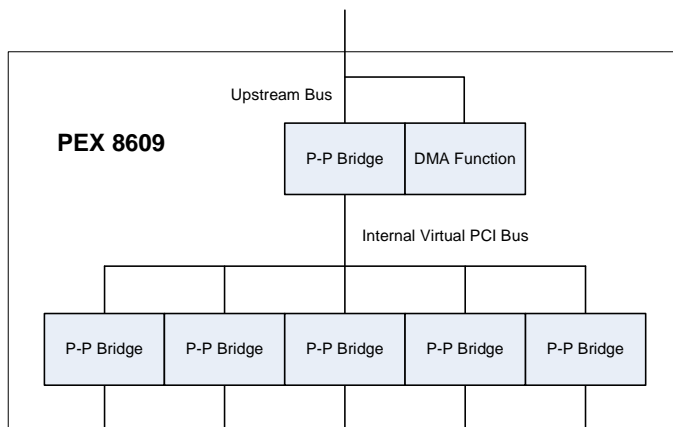 Upstream Bus
PEX 8609
P-P Bridge
DMA Function
Internal Virtual PCI Bus
P-P Bridge
P-P Bridge
P-P Bridge
P-P Bridge
P-P Bridge